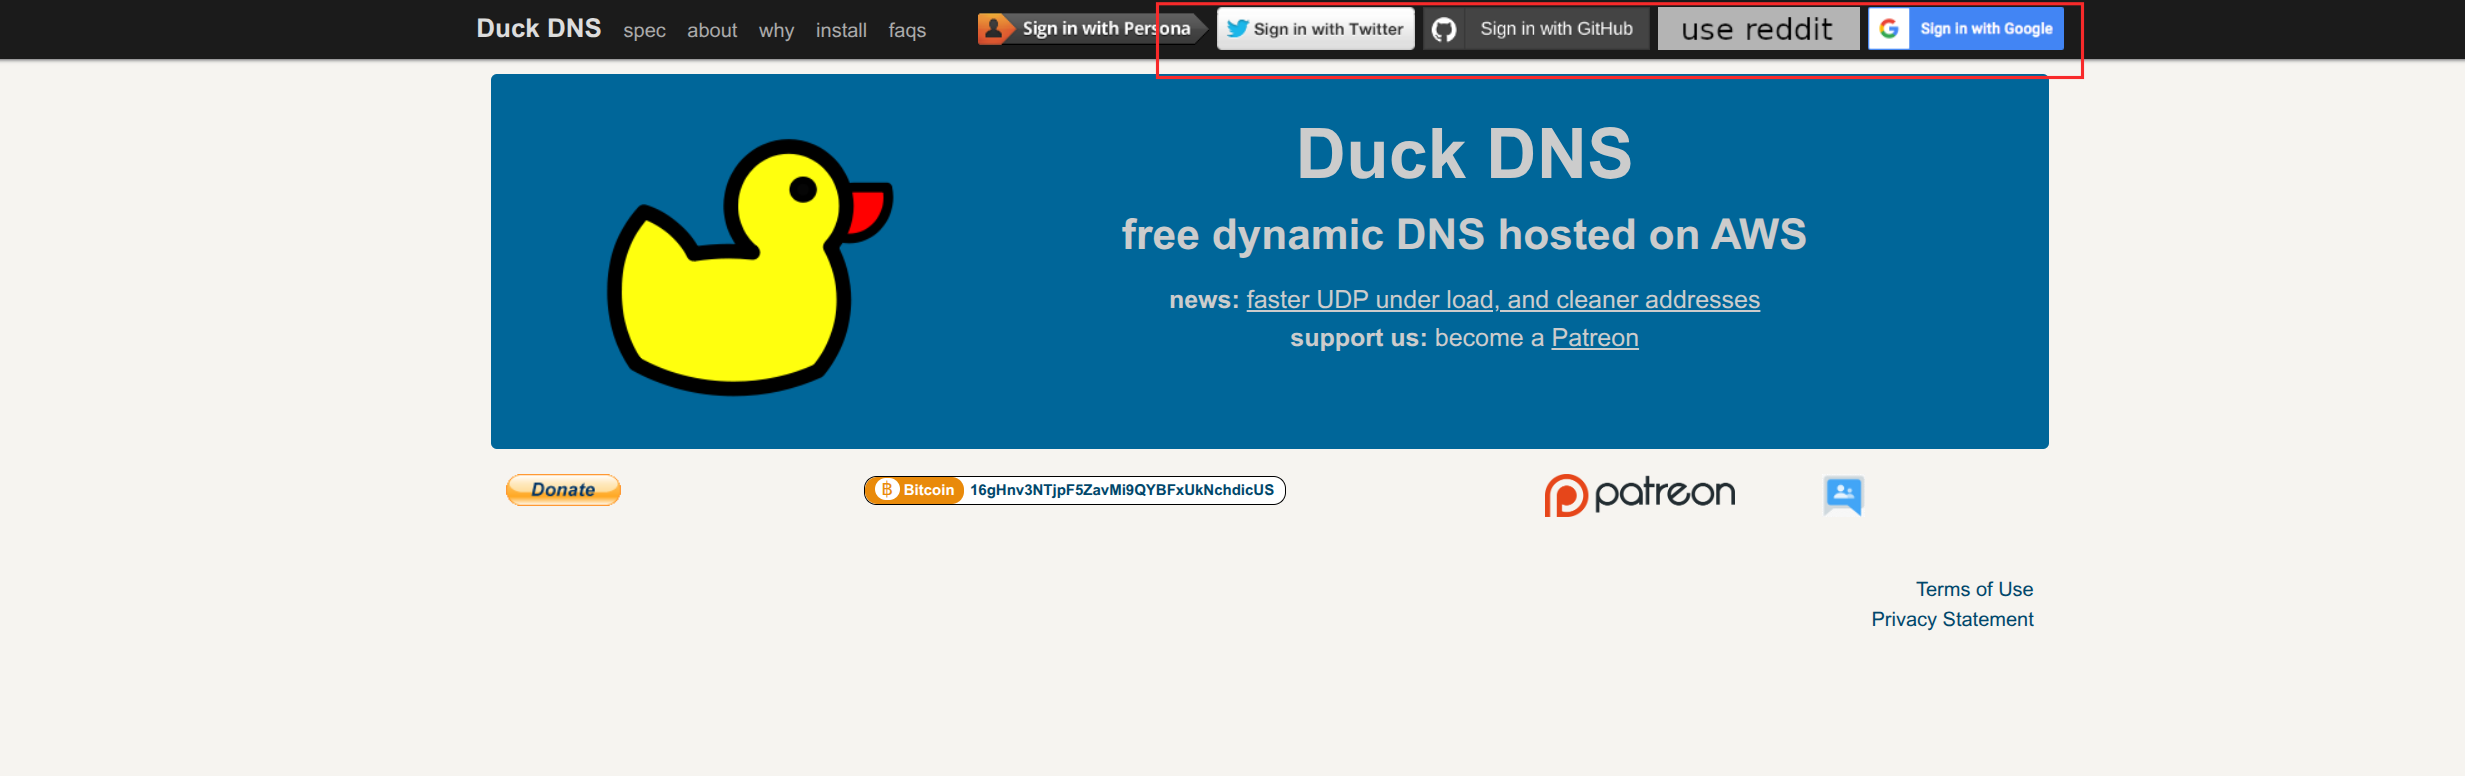 Duck DNS spec about why install faqs Sign in with Persona Sign in with Twitter Sign in with GitHub use reddit Sign in with Google
Duck DNS
free dynamic DNS hosted on AWS
news: faster UDP under load, and cleaner addresses
support us: become a Patreon
Donate Bitcoin 16gHnv3NTjpF5ZavMi9QYBFxUkNchdicUS patreon
Terms of Use
Privacy Statement